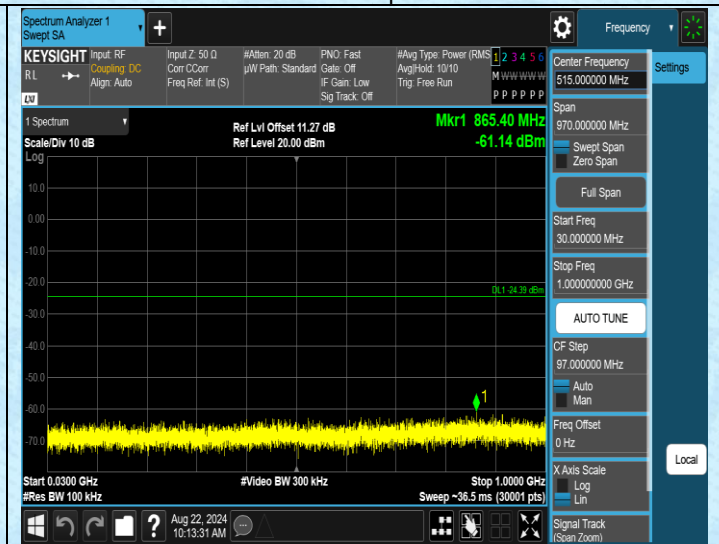 Spectrum Analyzer 1
Swept SA
+
Frequency
KEYSIGHT
RL
LXI
Input: RF
Coupling: DC
Align: Auto
Input Z: 50 Ω
Corr CCorr
Freq Ref: Int (S)
#Atten: 20 dB
µW Path: Standard
PNO: Fast
Gate: Off
IF Gain: Low
Sig Track: Off
#Avg Type: Power (RMS
Avg|Hold: 10/10
Trig: Free Run
1 2 3 4 5 6
M W W W W W
P P P P P P
1 Spectrum
Scale/Div 10 dB
Log
Ref Lvl Offset 11.27 dB
Ref Level 20.00 dBm
Mkr1 865.40 MHz
-61.14 dBm
10.0
0.00
-10.0
-20.0
DL1 -24.39 dBm
-30.0
-40.0
-50.0
-60.0
1
-70.0
Start 0.0300 GHz
#Res BW 100 kHz
#Video BW 300 kHz
Stop 1.0000 GHz
Sweep ~36.5 ms (30001 pts)
?
Aug 22, 2024
10:13:31 AM
Center Frequency
515.000000 MHz
Span
970.000000 MHz
Swept Span
Zero Span
Full Span
Start Freq
30.000000 MHz
Stop Freq
1.000000000 GHz
AUTO TUNE
CF Step
97.000000 MHz
Auto
Man
Freq Offset
0 Hz
X Axis Scale
Log
Lin
Signal Track
(Span Zoom)
Settings
Local